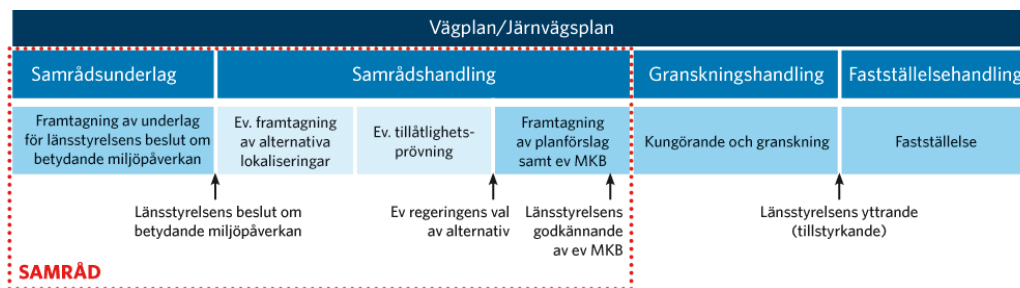 Vägplan/Järnvägsplan
Samrådsunderlag
Samrådshandling
Granskningshandling
Fastställelsehandling
Framtagning av underlag
för länsstyrelsens beslut om
betydande miljöpåverkan
Ev. framtagning
av alternativa
lokaliseringar
Ev. tillåtlighets-
prövning
Framtagning
av planförslag
samt ev MKB
Kungörande och granskning
Fastställelse
Länsstyrelsens beslut om
betydande miljöpåverkan
Ev regeringens val
av alternativ
Länsstyrelsens
godkännande
av ev MKB
Länsstyrelsens yttrande
(tillstyrkande)
SAMRÅD